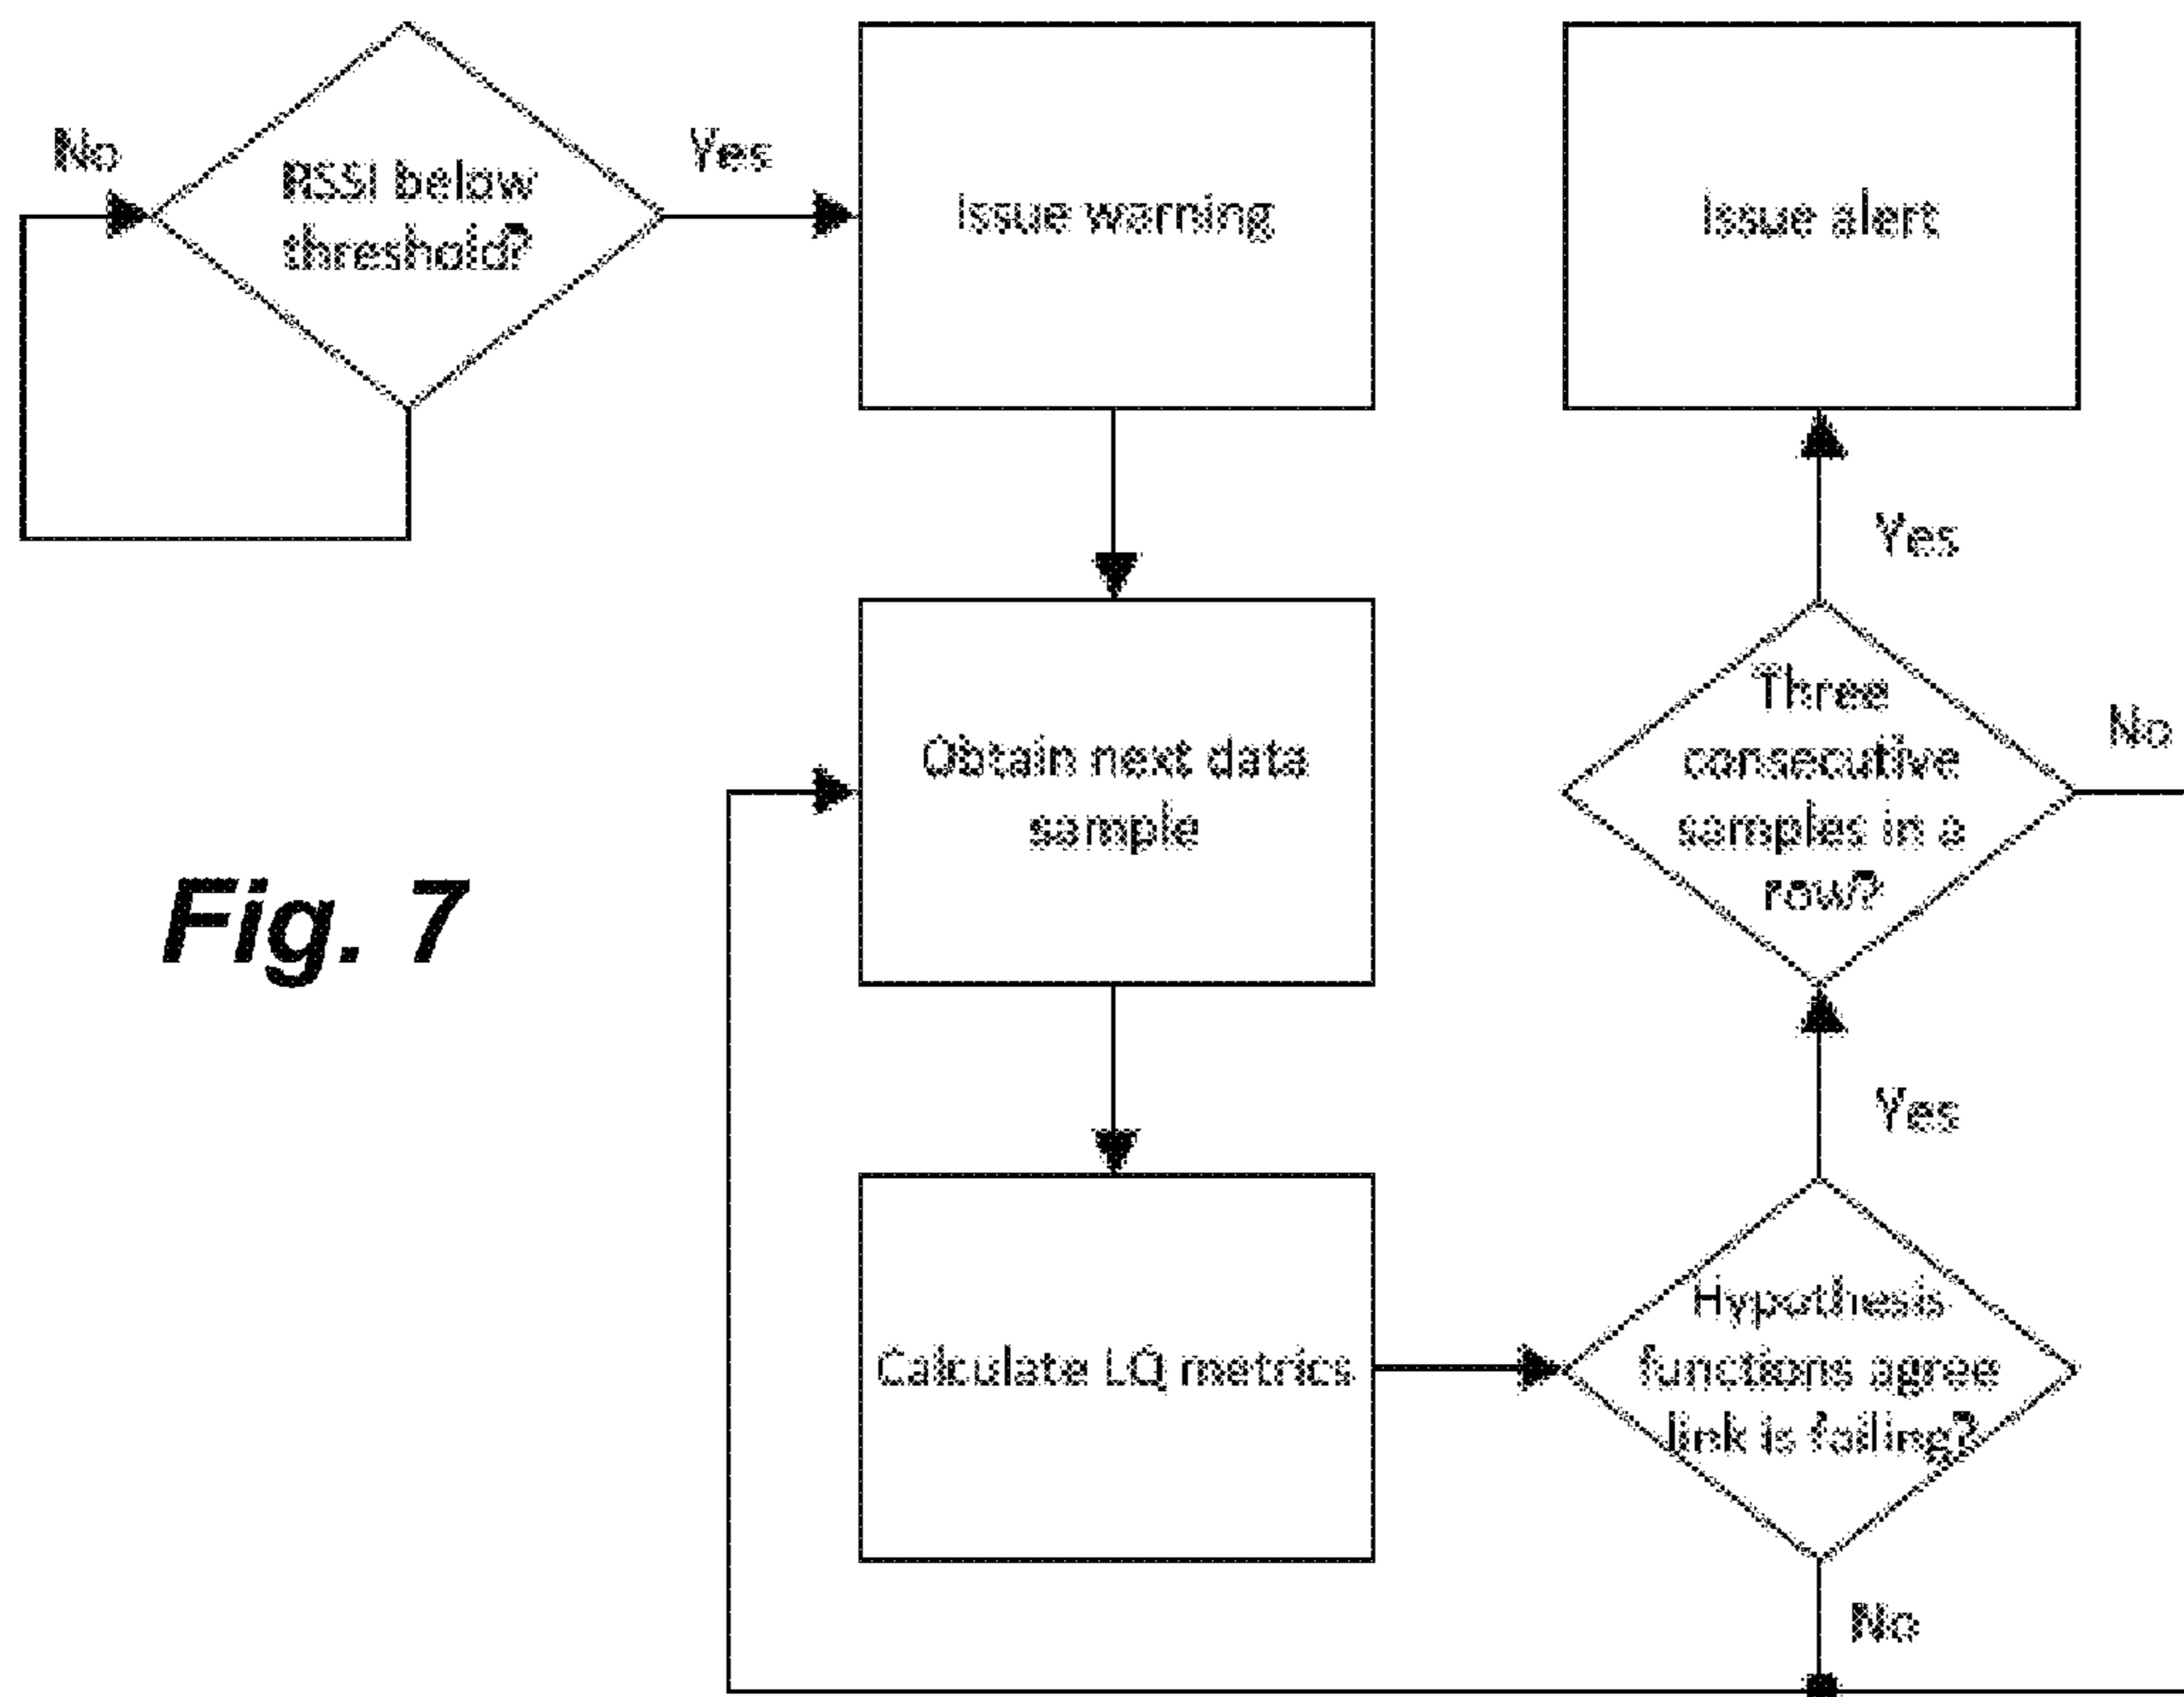 No
RSSI below
threshold?
Yes
Issue warning
Issue alert
Yes
Obtain next data
sample
Three
consecutive
samples in a
row?
No
Fig. 7
Yes
Calculate LQ metrics
Hypothesis
functions agree
link is failing?
No